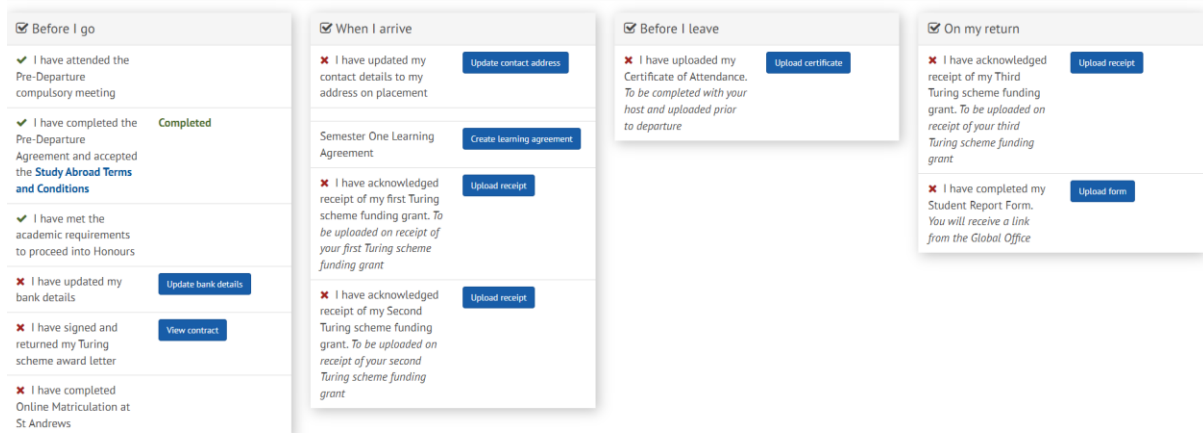 Before I go
I have attended the
Pre-Departure
compulsory meeting
I have completed the
Pre-Departure
Agreement and accepted
the Study Abroad Terms
and Conditions
Completed
I have met the
academic requirements
to proceed into Honours
I have updated my
bank details
Update bank details
I have signed and
returned my Turing
scheme award letter
View contract
I have completed
Online Matriculation at
St Andrews
When I arrive
I have updated my
contact details to my
address on placement
Update contact address
Semester One Learning
Agreement
Create learning agreement
I have acknowledged
receipt of my first Turing
scheme funding grant. To
be uploaded on receipt of
your first Turing scheme
funding grant
Upload receipt
I have acknowledged
receipt of my Second
Turing scheme funding
grant. To be uploaded on
receipt of your second
Turing scheme funding
grant
Upload receipt
Before I leave
I have uploaded my
Certificate of Attendance.
To be completed with your
host and uploaded prior
to departure
Upload certificate
On my return
I have acknowledged
receipt of my Third
Turing scheme funding
grant. To be uploaded on
receipt of your third
Turing scheme funding
grant
Upload receipt
I have completed my
Student Report Form.
You will receive a link
from the Global Office
Upload form